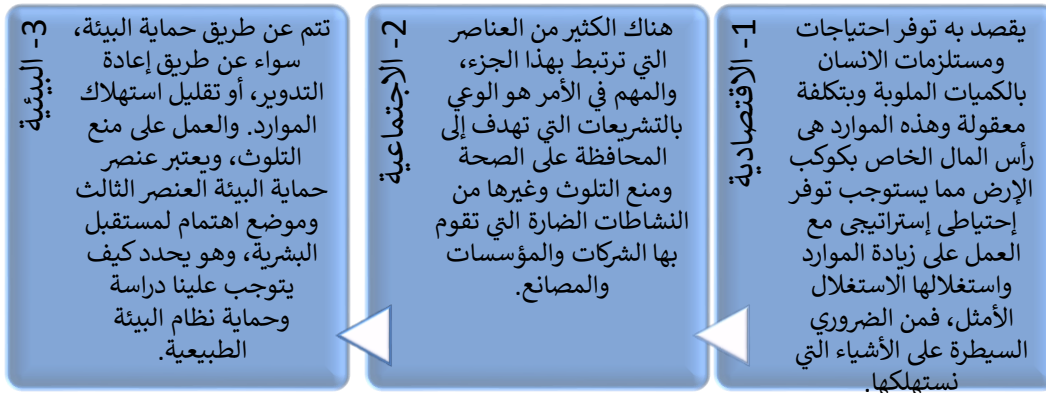 1- الاقتصادية
يقصد به توفر احتياجات
ومستلزمات الانسان
بالكميات الملوبة وبتكلفة
معقولة وهذه الموارد هى
رأس المال الخاص بكوكب
الإرض مما يستوجب توفر
إحتياطى إستراتيجى مع
العمل على زيادة الموارد
واستغلالها الاستغلال
الأمثل، فمن الضروري
السيطرة على الأشياء التي
نستهلكها.
2- الاجتماعية
هناك الكثير من العناصر
التي ترتبط بهذا الجزء،
والمهم في الأمر هو الوعي
بالتشريعات التي تهدف إلى
المحافظة على الصحة
ومنع التلوث وغيرها من
النشاطات الضارة التي تقوم
بها الشركات والمؤسسات
والمصانع.
3- البيئية
تتم عن طريق حماية البيئة،
سواء عن طريق إعادة
التدوير، أو تقليل استهلاك
الموارد. والعمل على منع
التلوث، ويعتبر عنصر
حماية البيئة العنصر الثالث
وموضع اهتمام لمستقبل
البشرية، وهو يحدد كيف
يتوجب علينا دراسة
وحماية نظام البيئة
الطبيعية.